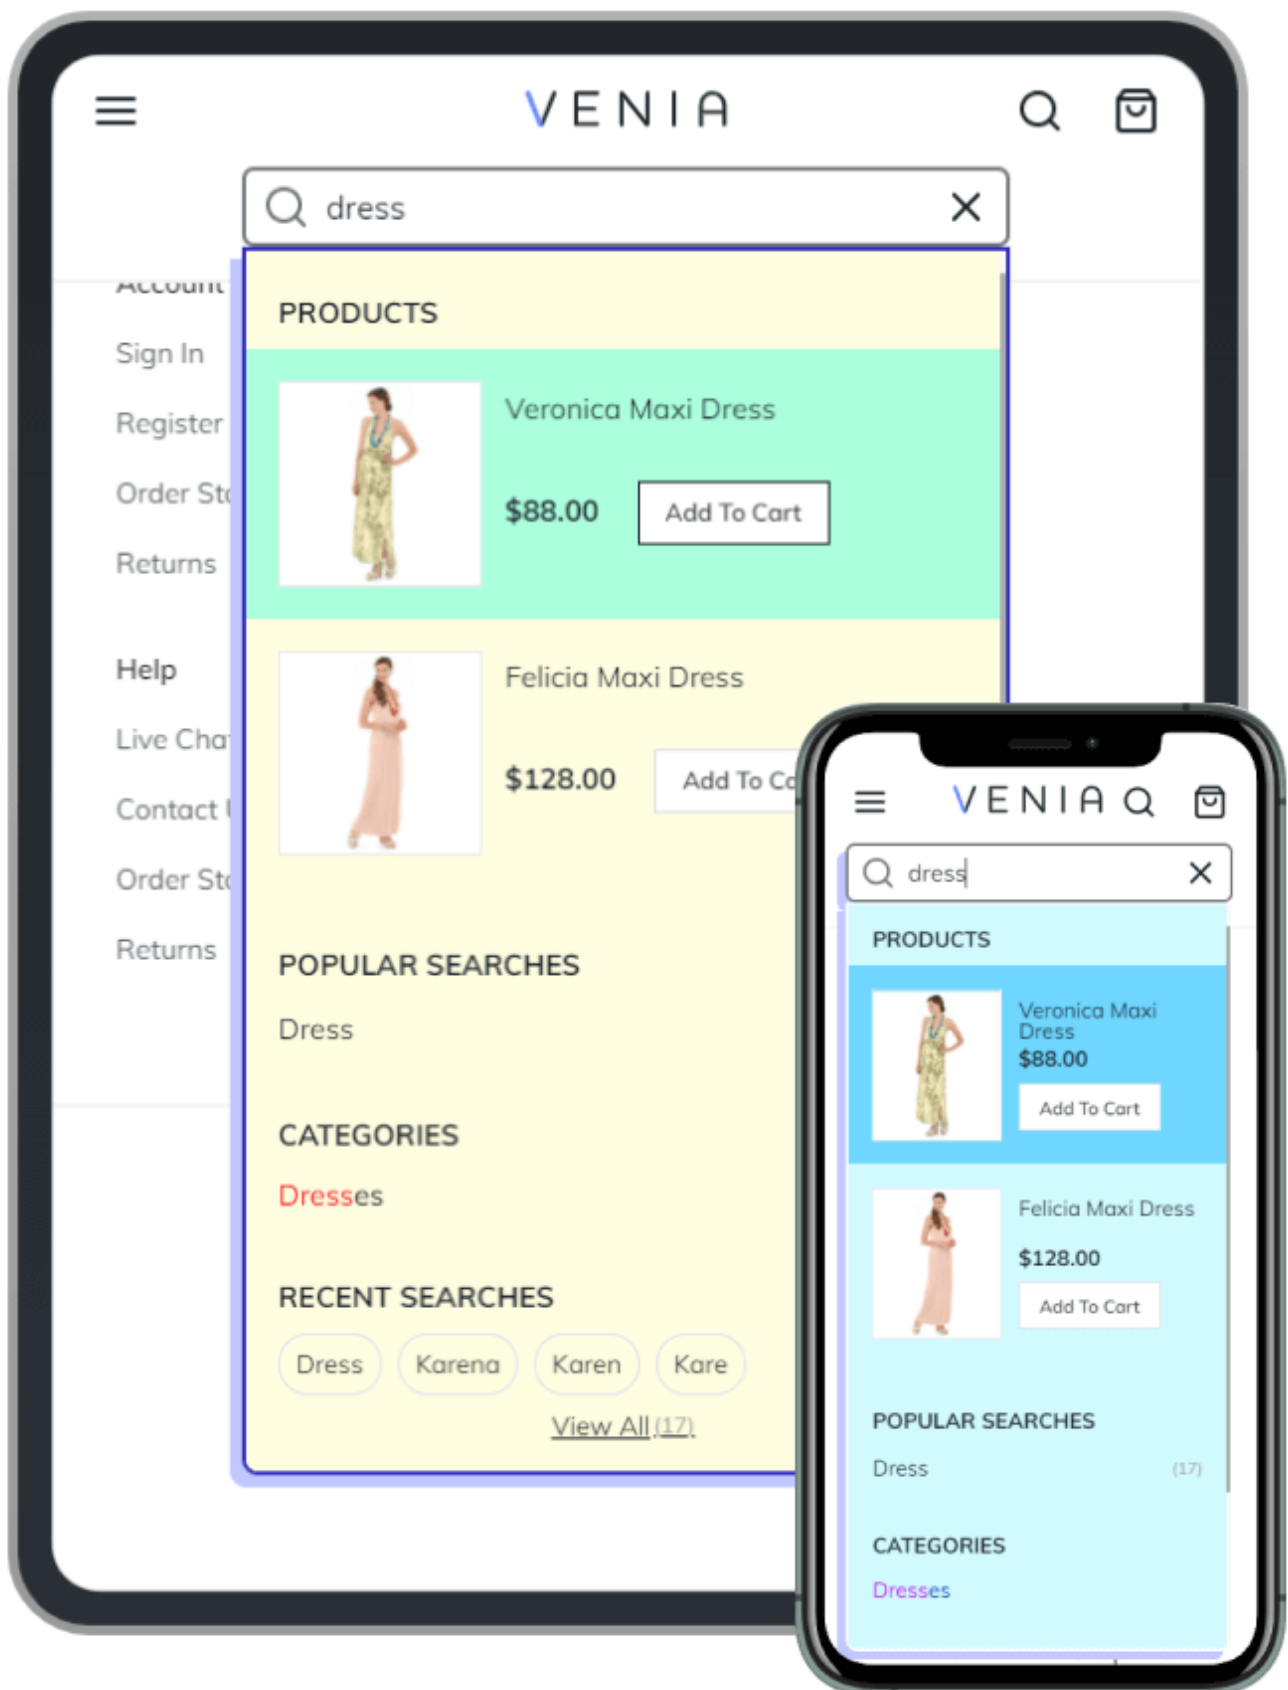 VENIA
dress
Account
Sign In
Register
Order Sta
Returns
Help
Live Chat
Contact
Order Sta
Returns
PRODUCTS
Veronica Maxi Dress
$88.00
Add To Cart
Felicia Maxi Dress
$128.00
Add To Ca
POPULAR SEARCHES
Dress
CATEGORIES
Dresses
RECENT SEARCHES
Dress Karena Karen Kare
View All (17)
VENIA
dress
PRODUCTS
Veronica Maxi
Dress
$88.00
Add To Cart
Felicia Maxi Dress
$128.00
Add To Cart
POPULAR SEARCHES
Dress (17)
CATEGORIES
Dresses